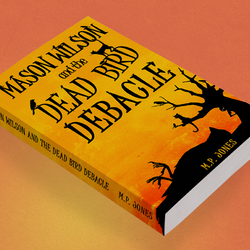 MASON WILSON
and the
DEAD BIRD
DEBACLE
M.P. JONES
N WILSON AND THE DEAD BIRD DEBACLE M.P. JONES